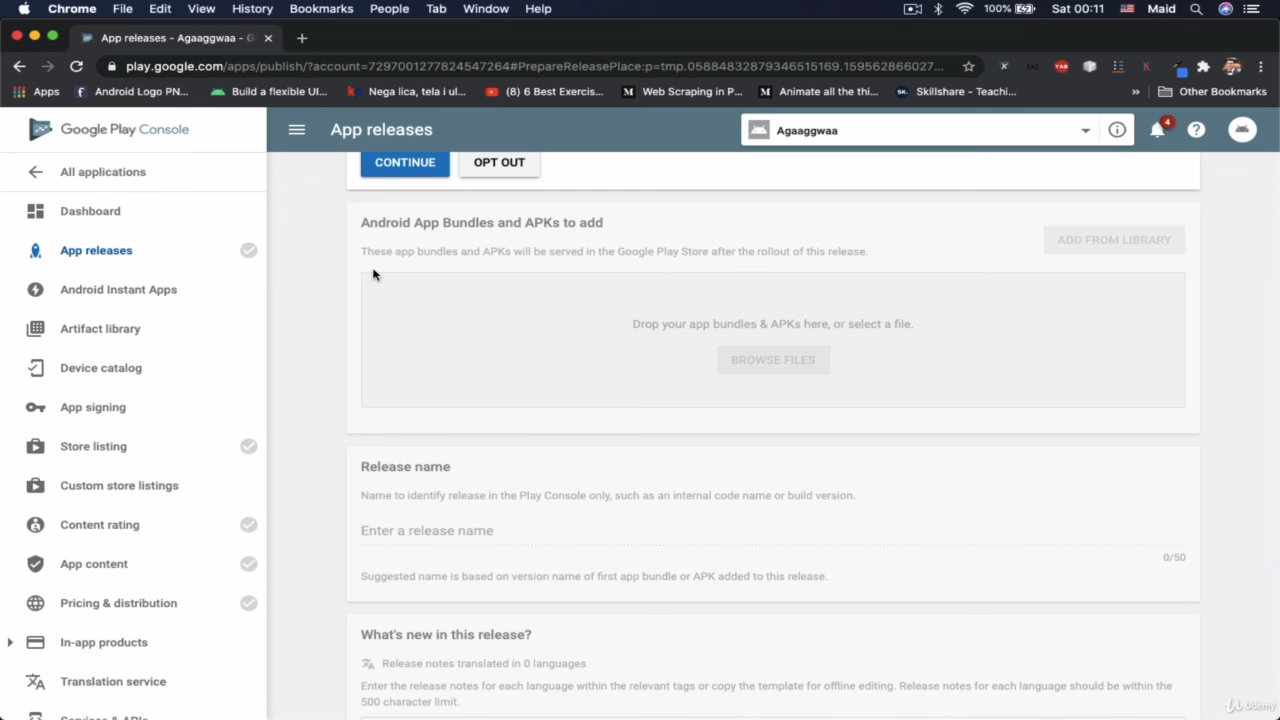 Chrome File Edit View History Bookmarks People Tab Window Help 100% Sat 00:11 Maid
App releases - Agaaggwaa - G
play.google.com/apps/publish/?account=7297001277824547264#PrepareReleasePlace:p=tmp.05884832879346515169.159562866027...
Apps Android Logo PN... Build a flexible UI... Nega lica, tela i ul... (8) 6 Best Exercis... Web Scraping in P... Animate all the thi... Skillshare - Teachi... » Other Bookmarks
Google Play Console
App releases
Agaaggwaa
4
All applications
Dashboard
App releases
Android Instant Apps
Artifact library
Device catalog
App signing
Store listing
Custom store listings
Content rating
App content
Pricing & distribution
In-app products
Translation service
CONTINUE OPT OUT
Android App Bundles and APKs to add
These app bundles and APKs will be served in the Google Play Store after the rollout of this release.
ADD FROM LIBRARY
Drop your app bundles & APKs here, or select a file.
BROWSE FILES
Release name
Name to identify release in the Play Console only, such as an internal code name or build version.
Enter a release name
0/50
Suggested name is based on version name of first app bundle or APK added to this release.
What's new in this release?
Release notes translated in 0 languages
Enter the release notes for each language within the relevant tags or copy the template for offline editing. Release notes for each language should be within the
500 character limit.
Udemy